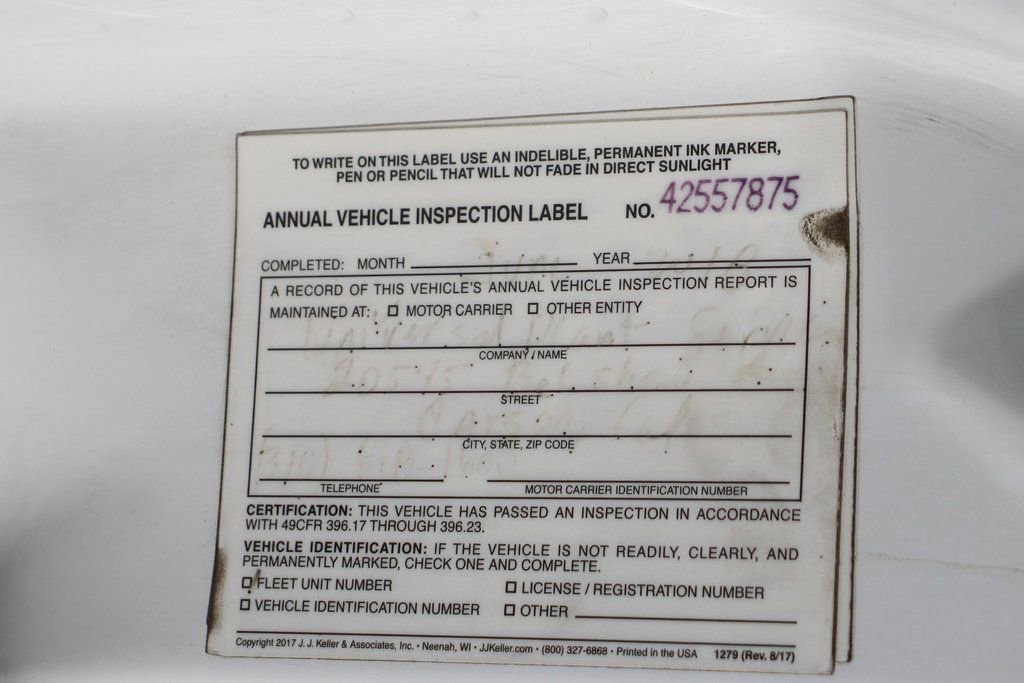 TO WRITE ON THIS LABEL USE AN INDELIBLE, PERMANENT INK MARKER,
PEN OR PENCIL THAT WILL NOT FADE IN DIRECT SUNLIGHT
ANNUAL VEHICLE INSPECTION LABEL NO. 42557875
COMPLETED: MONTH YEAR
A RECORD OF THIS VEHICLE'S ANNUAL VEHICLE INSPECTION REPORT IS
MAINTAINED AT: ☐ MOTOR CARRIER ☐ OTHER ENTITY
COMPANY / NAME
STREET
CITY, STATE, ZIP CODE
TELEPHONE MOTOR CARRIER IDENTIFICATION NUMBER
CERTIFICATION: THIS VEHICLE HAS PASSED AN INSPECTION IN ACCORDANCE
WITH 49CFR 396.17 THROUGH 396.23.
VEHICLE IDENTIFICATION: IF THE VEHICLE IS NOT READILY, CLEARLY, AND
PERMANENTLY MARKED, CHECK ONE AND COMPLETE.
☐ FLEET UNIT NUMBER ☐ LICENSE / REGISTRATION NUMBER
☐ VEHICLE IDENTIFICATION NUMBER ☐ OTHER
Copyright 2017 J. J. Keller & Associates, Inc. • Neenah, WI • JJKeller.com • (800) 327-6868 • Printed in the USA 1279 (Rev. 8/17)